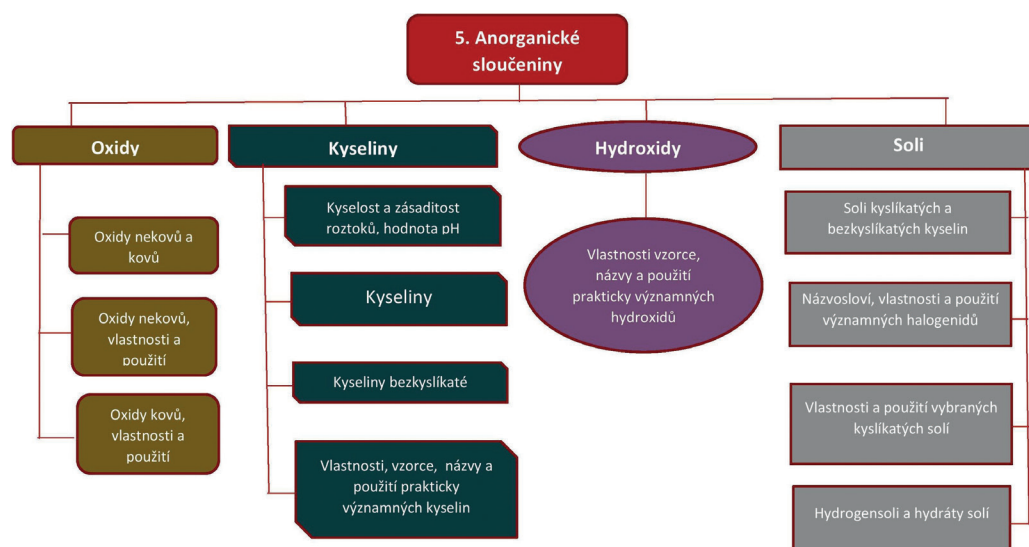 5. Anorganické
sloučeniny
Oxidy
Kyseliny
Hydroxidy
Soli
Oxidy nekovů a
kovů
Oxidy nekovů,
vlastnosti a
použití
Oxidy kovů,
vlastnosti a
použití
Kyselost a zásaditost
roztoků, hodnota pH
Kyseliny
Kyseliny bezkyslíkaté
Vlastnosti, vzorce, názvy a
použití prakticky
významných kyselin
Vlastnosti vzorce,
názvy a použití
prakticky významných
hydroxidů
Soli kyslíkatých a
bezkyslíkatých kyselin
Názvosloví, vlastnosti a použití
významných halogenidů
Vlastnosti a použití vybraných
kyslíkatých solí
Hydrogensoli a hydráty solí